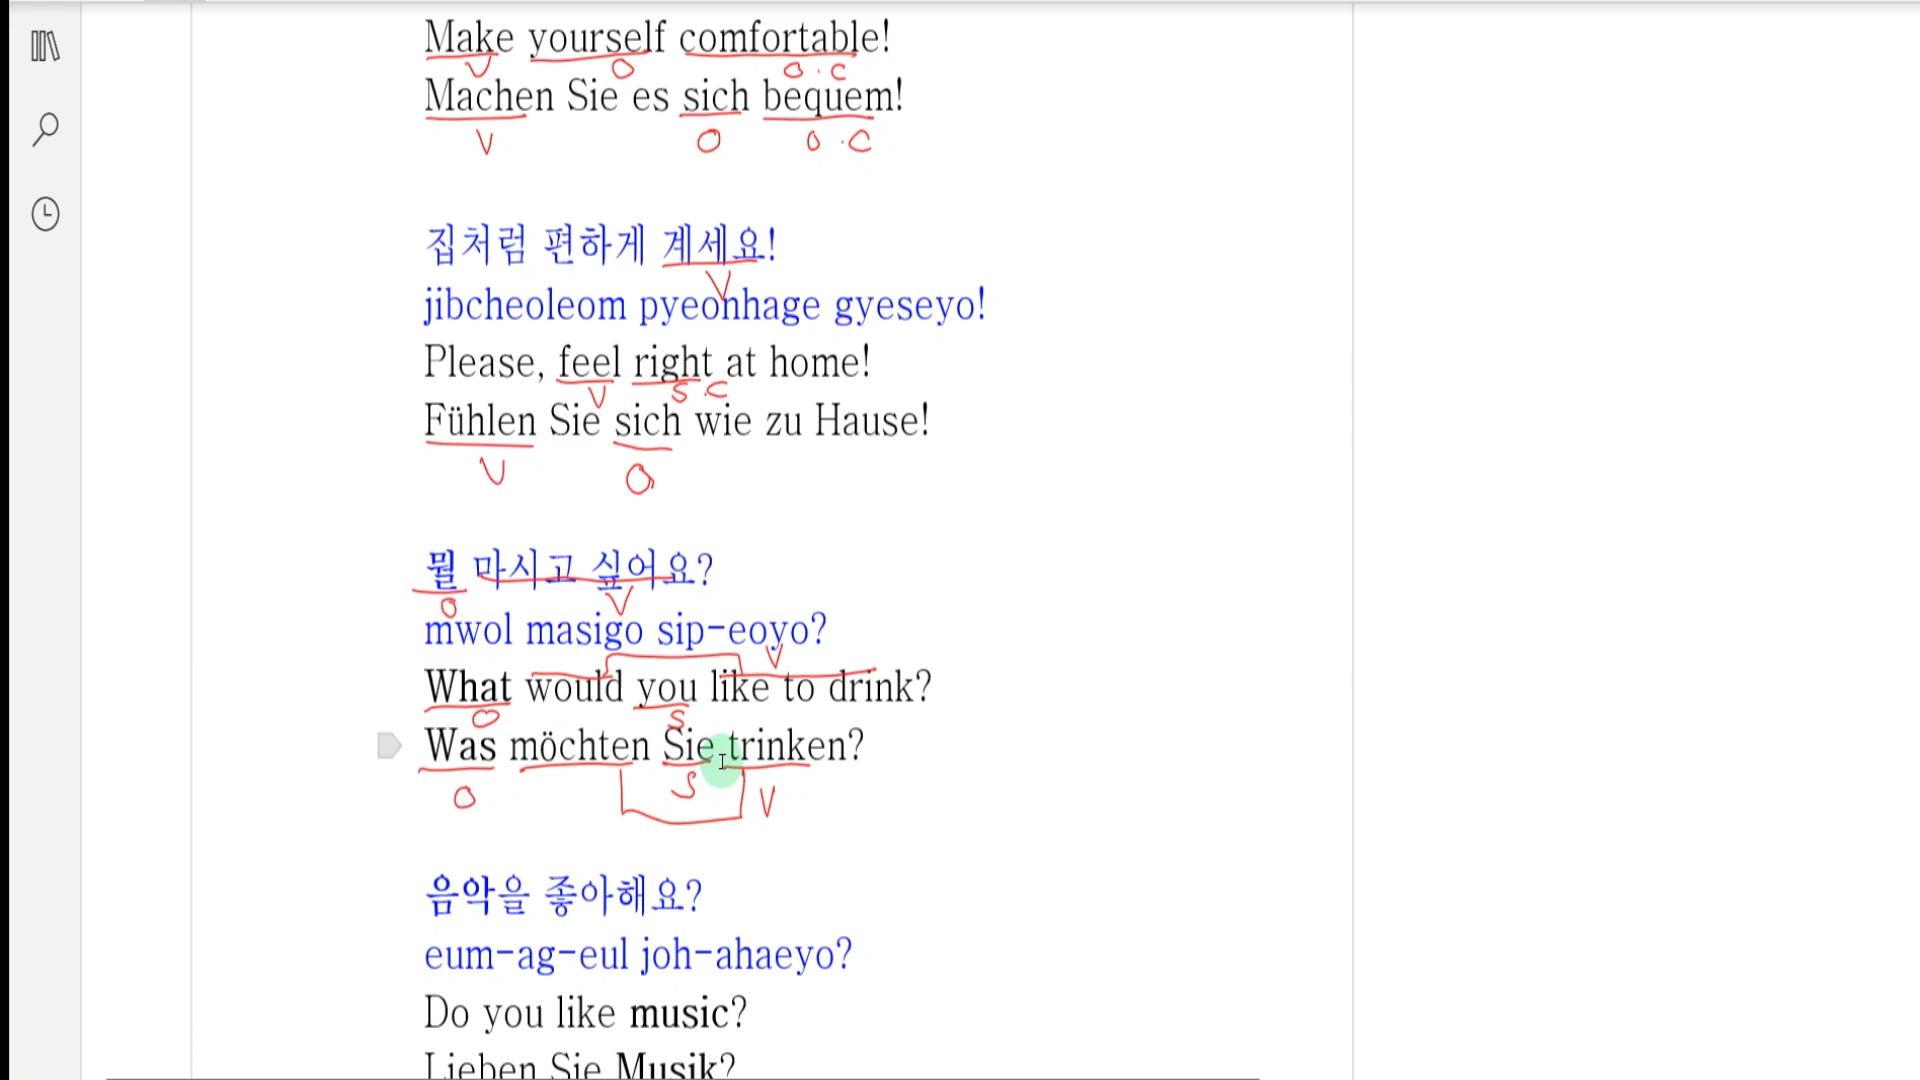 Make yourself comfortable!
V O O.C
Machen Sie es sich bequem!
V O O.C
집처럼 편하게 계세요!
V
jibcheoleom pyeonhage gyeseyo!
Please, feel right at home!
V S.C
Fühlen Sie sich wie zu Hause!
V O
뭘 마시고 싶어요?
O V
mwol masigo sip-eoyo?
V
What would you like to drink?
O S
Was möchten Sie trinken?
O S V
음악을 좋아해요?
eum-ag-eul joh-ahaeyo?
Do you like music?
Lieben Sie Musik?